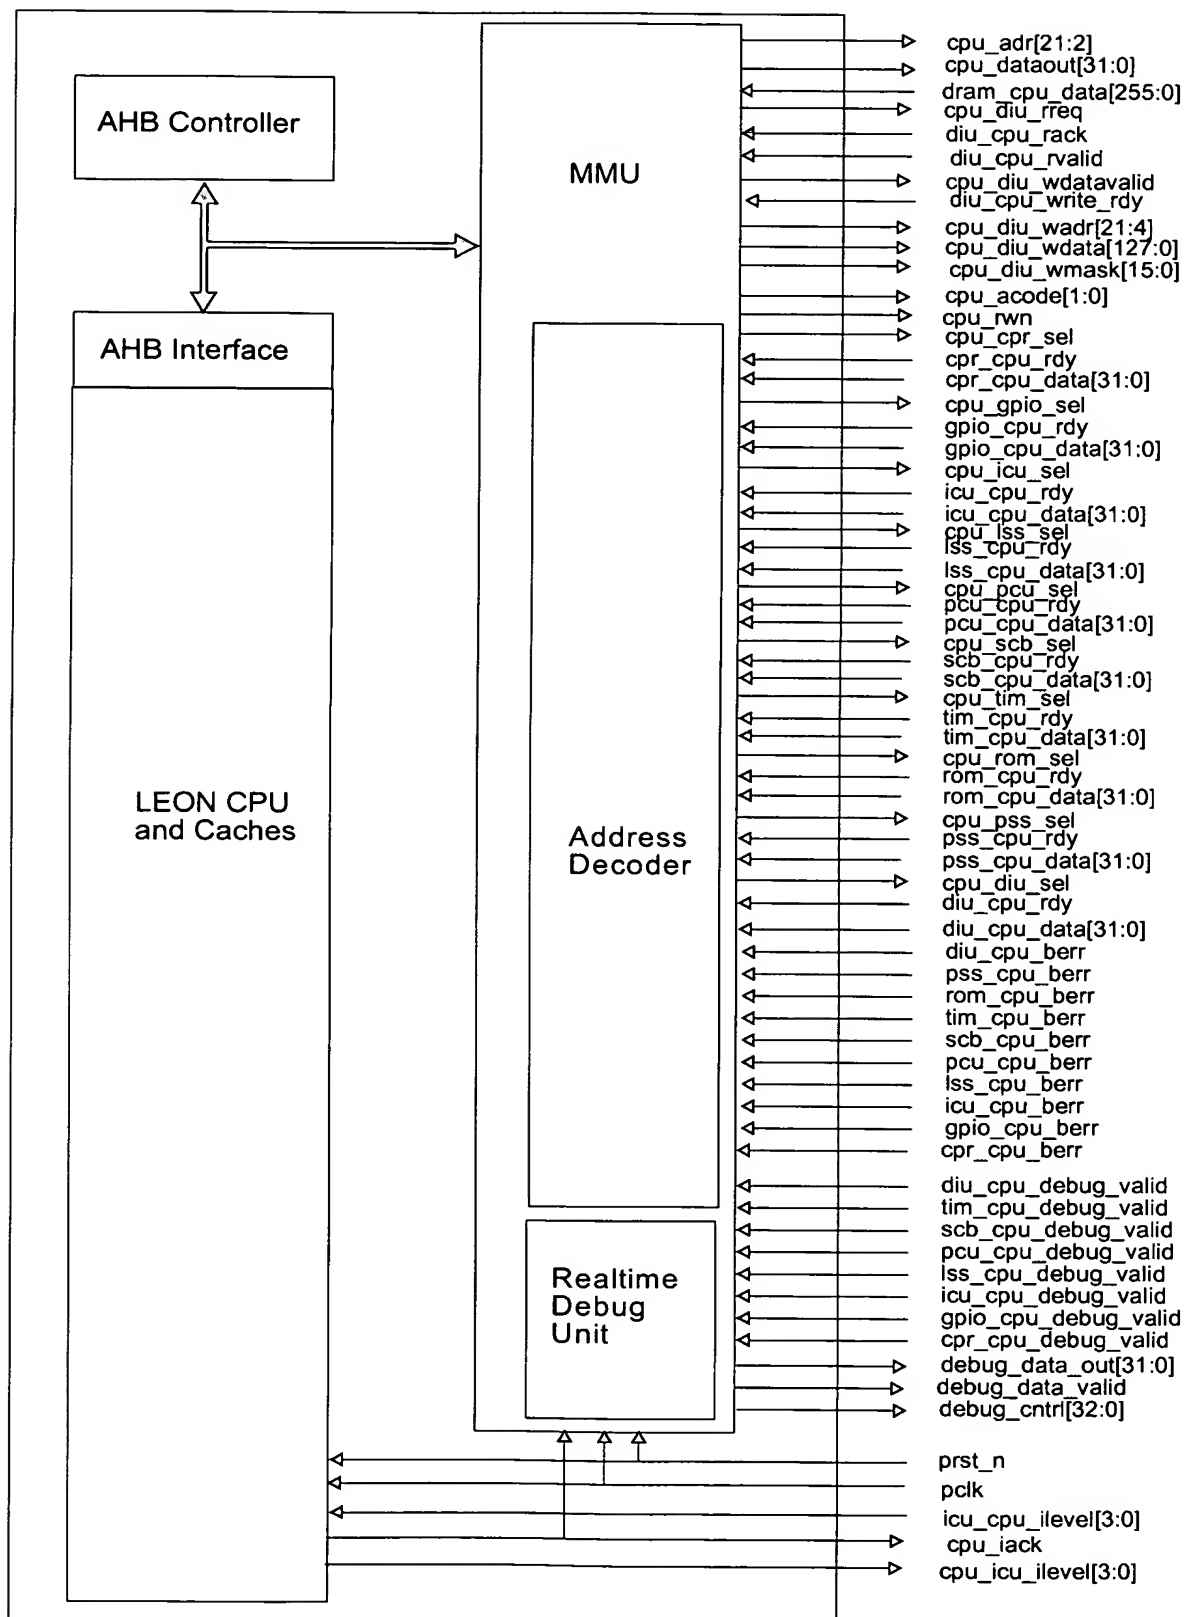 AHB Controller
MMU
AHB Interface
LEON CPU
and Caches
Address
Decoder
Realtime
Debug
Unit
cpu_adr[21:2]
cpu_dataout[31:0]
dram_cpu_data[255:0]
cpu_diu_rreq
diu_cpu_rack
diu_cpu_rvalid
cpu_diu_wdatavalid
diu_cpu_write_rdy
cpu_diu_wadr[21:4]
cpu_diu_wdata[127:0]
cpu_diu_wmask[15:0]
cpu_acode[1:0]
cpu_rwn
cpu_cpr_sel
cpr_cpu_rdy
cpr_cpu_data[31:0]
cpu_gpio_sel
gpio_cpu_rdy
gpio_cpu_data[31:0]
cpu_icu_sel
icu_cpu_rdy
icu_cpu_data[31:0]
cpu_lss_sel
lss_cpu_rdy
lss_cpu_data[31:0]
cpu_pcu_sel
pcu_cpu_rdy
pcu_cpu_data[31:0]
cpu_scb_sel
scb_cpu_rdy
scb_cpu_data[31:0]
cpu_tim_sel
tim_cpu_rdy
tim_cpu_data[31:0]
cpu_rom_sel
rom_cpu_rdy
rom_cpu_data[31:0]
cpu_pss_sel
pss_cpu_rdy
pss_cpu_data[31:0]
cpu_diu_sel
diu_cpu_rdy
diu_cpu_data[31:0]
diu_cpu_berr
pss_cpu_berr
rom_cpu_berr
tim_cpu_berr
scb_cpu_berr
pcu_cpu_berr
lss_cpu_berr
icu_cpu_berr
gpio_cpu_berr
cpr_cpu_berr
diu_cpu_debug_valid
tim_cpu_debug_valid
scb_cpu_debug_valid
pcu_cpu_debug_valid
lss_cpu_debug_valid
icu_cpu_debug_valid
gpio_cpu_debug_valid
cpr_cpu_debug_valid
debug_data_out[31:0]
debug_data_valid
debug_cntrl[32:0]
prst_n
pclk
icu_cpu_ilevel[3:0]
cpu_iack
cpu_icu_ilevel[3:0]